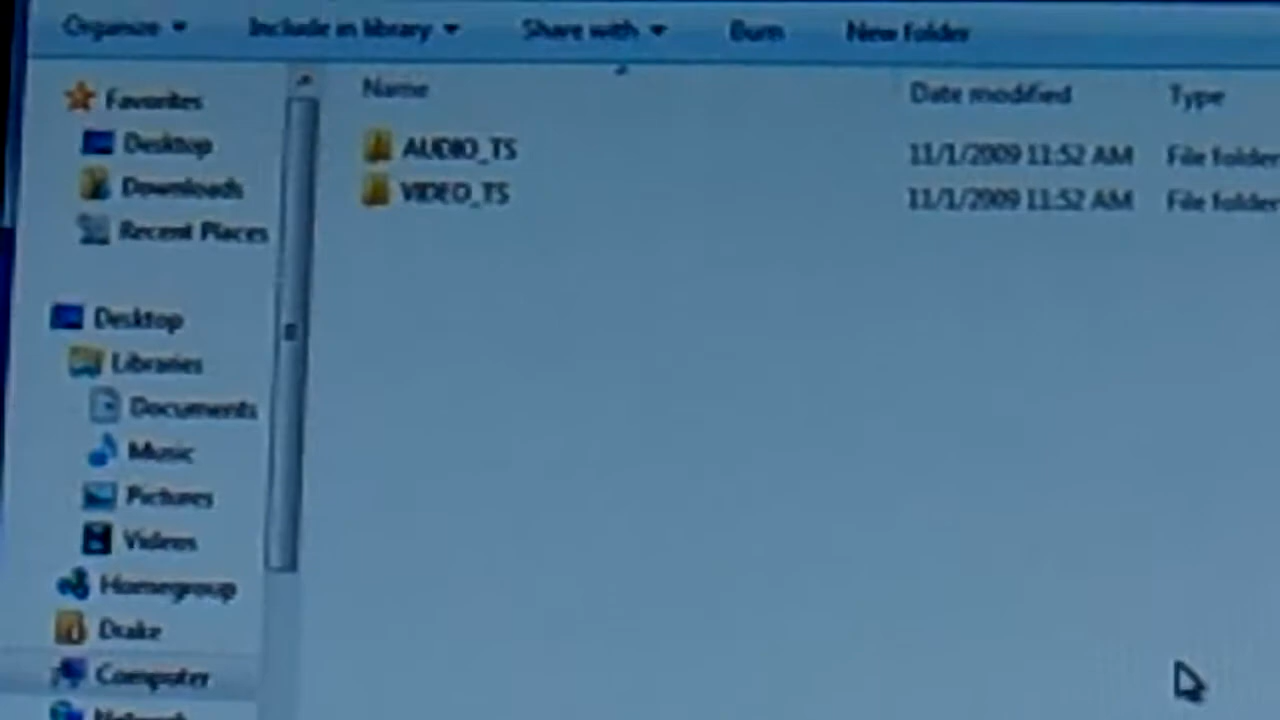 Organize Include in library Share with Burn New folder
Name Date modified Type
Favorites
Desktop
Downloads
Recent Places
Desktop
Libraries
Documents
Music
Pictures
Videos
Homegroup
Drake
Computer
Network
AUDIO_TS 11/1/2009 11:52 AM File folder
VIDEO_TS 11/1/2009 11:52 AM File folder